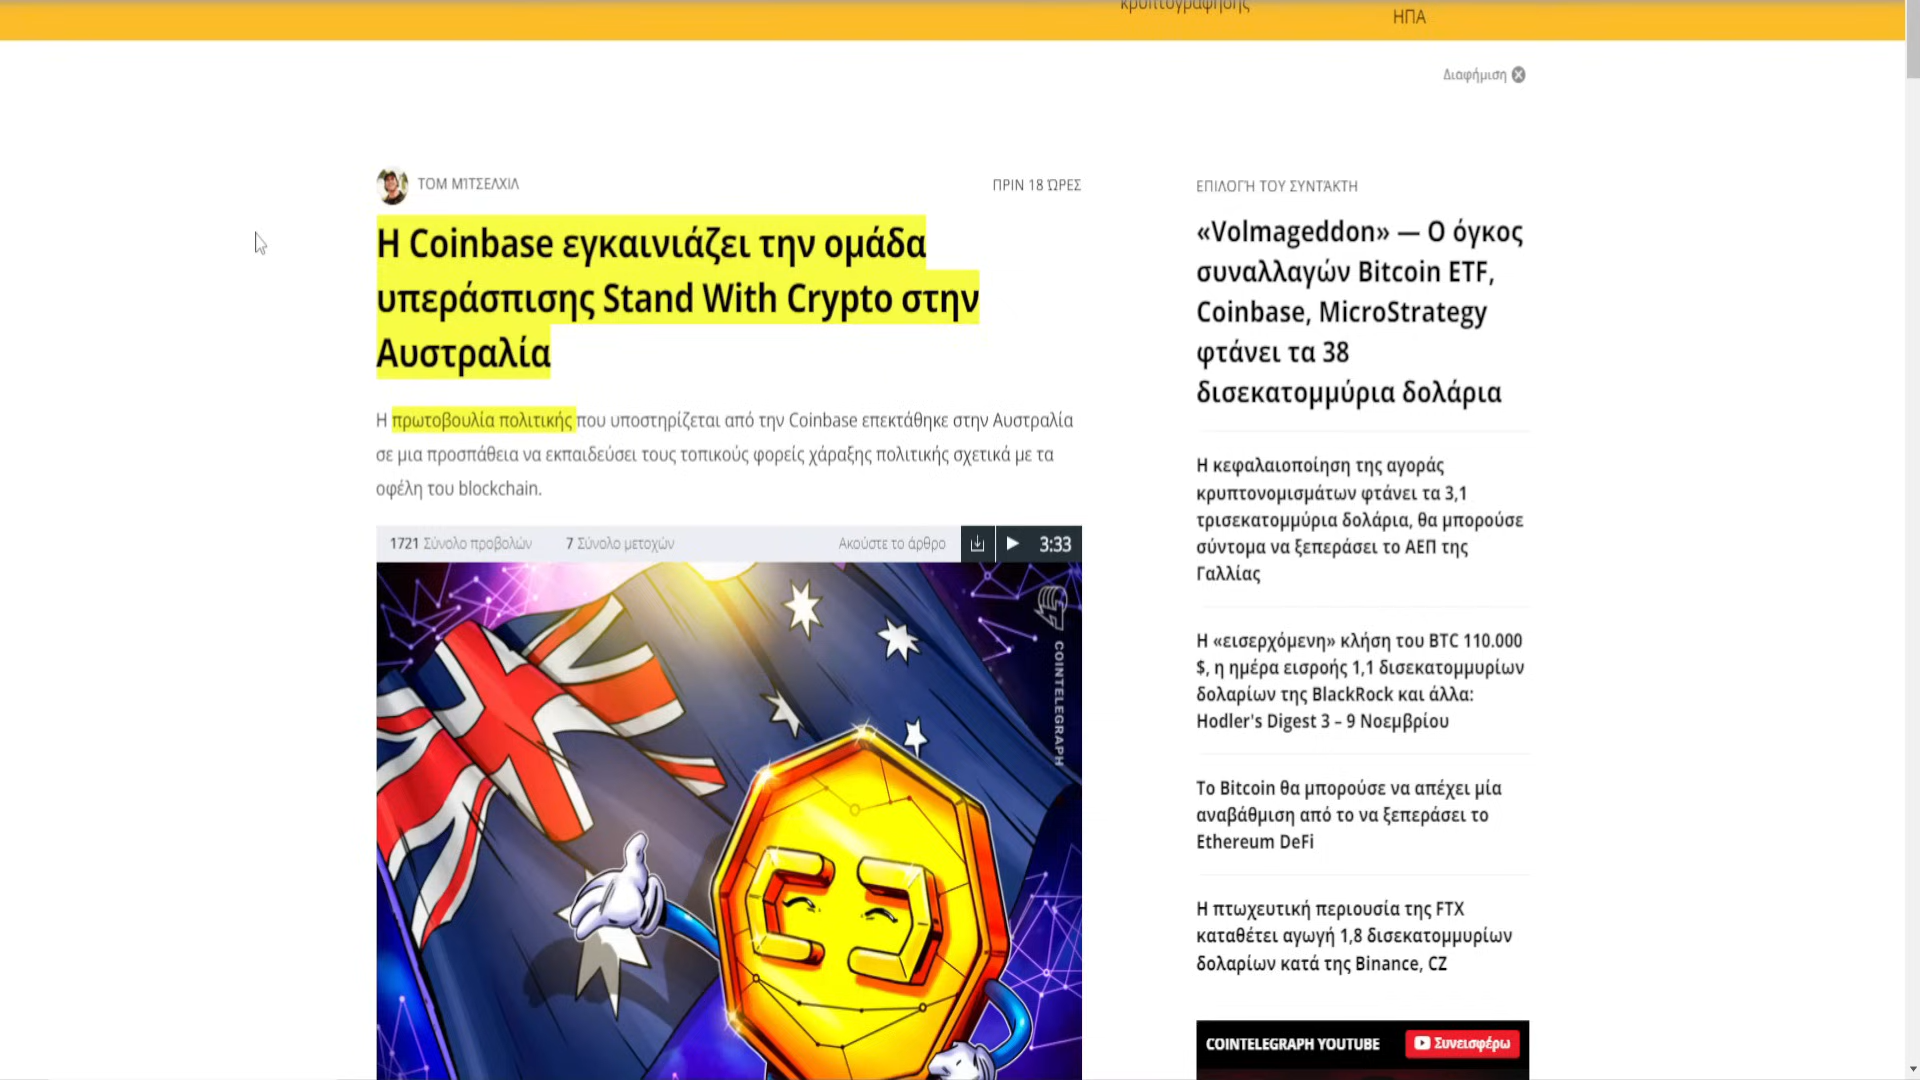 κρυπτογράφησης
ΗΠΑ
Διαφήμιση
ΤΟΜ ΜΊΤΣΕΛΧΙΛ
ΠΡΙΝ 18 ΏΡΕΣ
Η Coinbase εγκαινιάζει την ομάδα
υπεράσπισης Stand With Crypto στην
Αυστραλία
Η πρωτοβουλία πολιτικής που υποστηρίζεται από την Coinbase επεκτάθηκε στην Αυστραλία
σε μια προσπάθεια να εκπαιδεύσει τους τοπικούς φορείς χάραξης πολιτικής σχετικά με τα
οφέλη του blockchain.
1721 Σύνολο προβολών 7 Σύνολο μετοχών Ακούστε το άρθρο 3:33
COINTELEGRAPH
ΕΠΙΛΟΓΉ ΤΟΥ ΣΥΝΤΆΚΤΗ
«Volmageddon» — Ο όγκος
συναλλαγών Bitcoin ETF,
Coinbase, MicroStrategy
φτάνει τα 38
δισεκατομμύρια δολάρια
Η κεφαλαιοποίηση της αγοράς
κρυπτονομισμάτων φτάνει τα 3,1
τρισεκατομμύρια δολάρια, θα μπορούσε
σύντομα να ξεπεράσει το ΑΕΠ της
Γαλλίας
Η «εισερχόμενη» κλήση του BTC 110.000
$, η ημέρα εισροής 1,1 δισεκατομμυρίων
δολαρίων της BlackRock και άλλα:
Hodler's Digest 3 – 9 Νοεμβρίου
Το Bitcoin θα μπορούσε να απέχει μία
αναβάθμιση από το να ξεπεράσει το
Ethereum DeFi
Η πτωχευτική περιουσία της FTX
καταθέτει αγωγή 1,8 δισεκατομμυρίων
δολαρίων κατά της Binance, CZ
COINTELEGRAPH YOUTUBE Συνεισφέρω